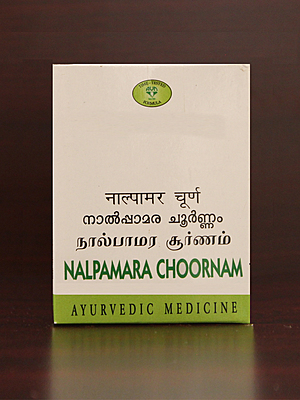 नाल्पामर चूर्ण
നാൽപ്പാമര ചൂർണ്ണം
நால்பாமர சூர்ணம்
NALPAMARA CHOORNAM
AYURVEDIC MEDICINE